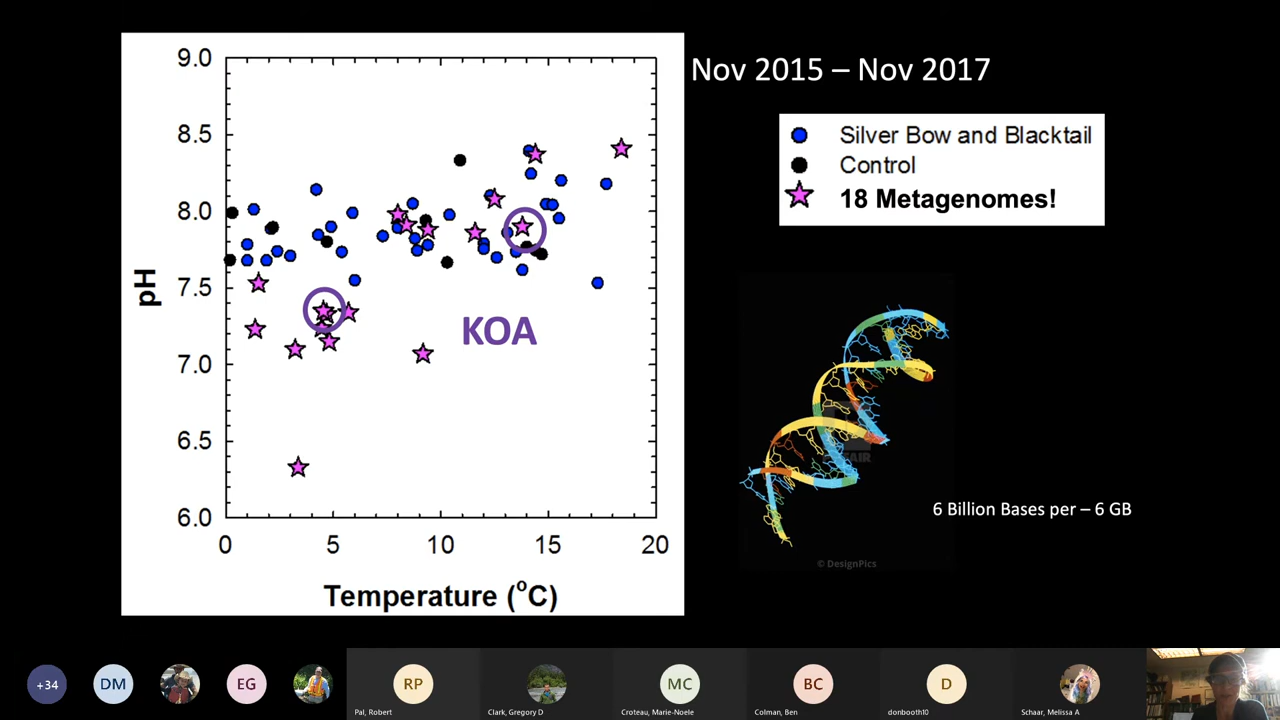 Nov 2015 – Nov 2017
9.0
8.5
8.0
7.5
7.0
6.5
6.0
pH
0 5 10 15 20
Temperature (°C)
KOA
Silver Bow and Blacktail
Control
18 Metagenomes!
6 Billion Bases per – 6 GB
© DesignPics
+34
DM
EG
RP
MC
BC
D
Pal, Robert
Clark, Gregory D
Croteau, Marie-Noele
Colman, Ben
donbooth10
Schaar, Melissa A